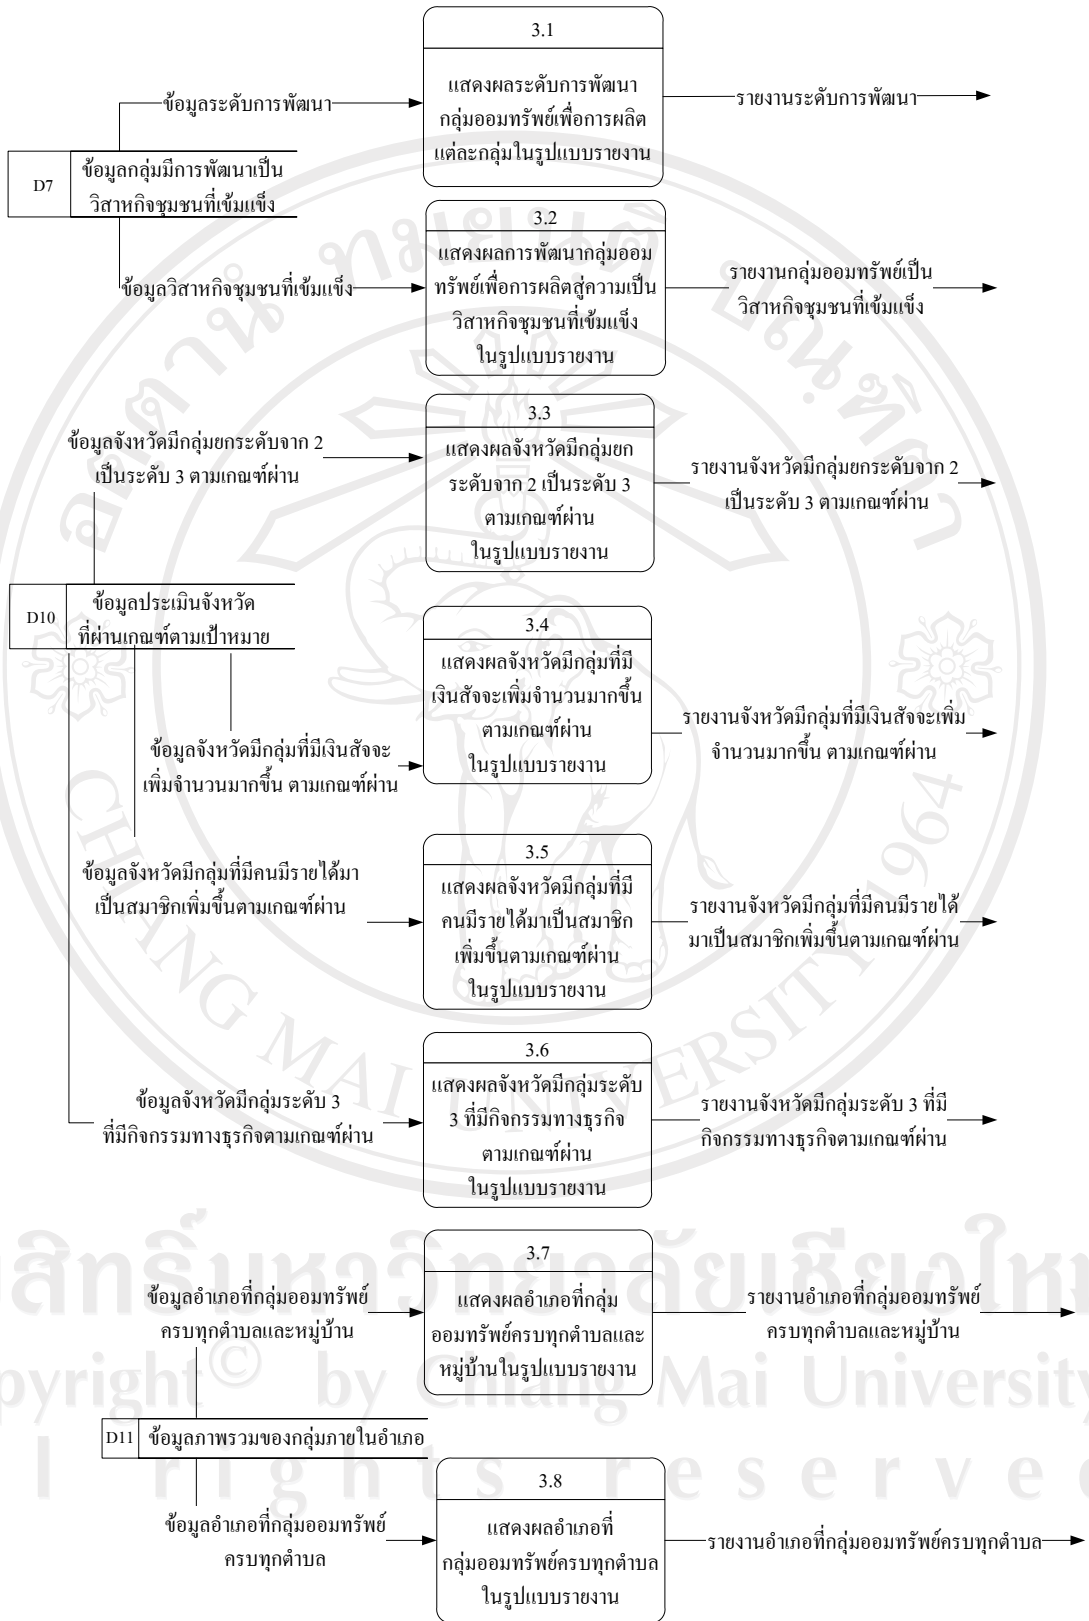 3.1
แสดงผลระดับการพัฒนา
กลุ่มออมทรัพย์เพื่อการผลิต
แต่ละกลุ่มในรูปแบบรายงาน
ข้อมูลระดับการพัฒนา
รายงานระดับการพัฒนา
D7
ข้อมูลกลุ่มมีการพัฒนาเป็น
วิสาหกิจชุมชนที่เข้มแข็ง
3.2
แสดงผลการพัฒนากลุ่มออม
ทรัพย์เพื่อการผลิตสู่ความเป็น
วิสาหกิจชุมชนที่เข้มแข็ง
ในรูปแบบรายงาน
ข้อมูลวิสาหกิจชุมชนที่เข้มแข็ง
รายงานกลุ่มออมทรัพย์เป็น
วิสาหกิจชุมชนที่เข้มแข็ง
3.3
แสดงผลจังหวัดมีกลุ่มยก
ระดับจาก 2 เป็นระดับ 3
ตามเกณฑ์ผ่าน
ในรูปแบบรายงาน
ข้อมูลจังหวัดมีกลุ่มยกระดับจาก 2
เป็นระดับ 3 ตามเกณฑ์ผ่าน
รายงานจังหวัดมีกลุ่มยกระดับจาก 2
เป็นระดับ 3 ตามเกณฑ์ผ่าน
D10
ข้อมูลประเมินจังหวัด
ที่ผ่านเกณฑ์ตามเป้าหมาย
3.4
แสดงผลจังหวัดมีกลุ่มที่มี
เงินสัจจะเพิ่มจำนวนมากขึ้น
ตามเกณฑ์ผ่าน
ในรูปแบบรายงาน
ข้อมูลจังหวัดมีกลุ่มที่มีเงินสัจจะ
เพิ่มจำนวนมากขึ้น ตามเกณฑ์ผ่าน
รายงานจังหวัดมีกลุ่มที่มีเงินสัจจะเพิ่ม
จำนวนมากขึ้น ตามเกณฑ์ผ่าน
3.5
แสดงผลจังหวัดมีกลุ่มที่มี
คนมีรายได้มาเป็นสมาชิก
เพิ่มขึ้นตามเกณฑ์ผ่าน
ในรูปแบบรายงาน
ข้อมูลจังหวัดมีกลุ่มที่มีคนมีรายได้มา
เป็นสมาชิกเพิ่มขึ้นตามเกณฑ์ผ่าน
รายงานจังหวัดมีกลุ่มที่มีคนมีรายได้
มาเป็นสมาชิกเพิ่มขึ้นตามเกณฑ์ผ่าน
3.6
แสดงผลจังหวัดมีกลุ่มระดับ
3 ที่มีกิจกรรมทางธุรกิจ
ตามเกณฑ์ผ่าน
ในรูปแบบรายงาน
ข้อมูลจังหวัดมีกลุ่มระดับ 3
ที่มีกิจกรรมทางธุรกิจตามเกณฑ์ผ่าน
รายงานจังหวัดมีกลุ่มระดับ 3 ที่มี
กิจกรรมทางธุรกิจตามเกณฑ์ผ่าน
3.7
แสดงผลอำเภอที่กลุ่ม
ออมทรัพย์ครบทุกตำบลและ
หมู่บ้านในรูปแบบรายงาน
ข้อมูลอำเภอที่กลุ่มออมทรัพย์
ครบทุกตำบลและหมู่บ้าน
รายงานอำเภอที่กลุ่มออมทรัพย์
ครบทุกตำบลและหมู่บ้าน
D11
ข้อมูลภาพรวมของกลุ่มภายในอำเภอ
3.8
แสดงผลอำเภอที่
กลุ่มออมทรัพย์ครบทุกตำบล
ในรูปแบบรายงาน
ข้อมูลอำเภอที่กลุ่มออมทรัพย์
ครบทุกตำบล
รายงานอำเภอที่กลุ่มออมทรัพย์ครบทุกตำบล
CHIANG MAI UNIVERSITY 1964
by Chiang Mai University
rights reserved